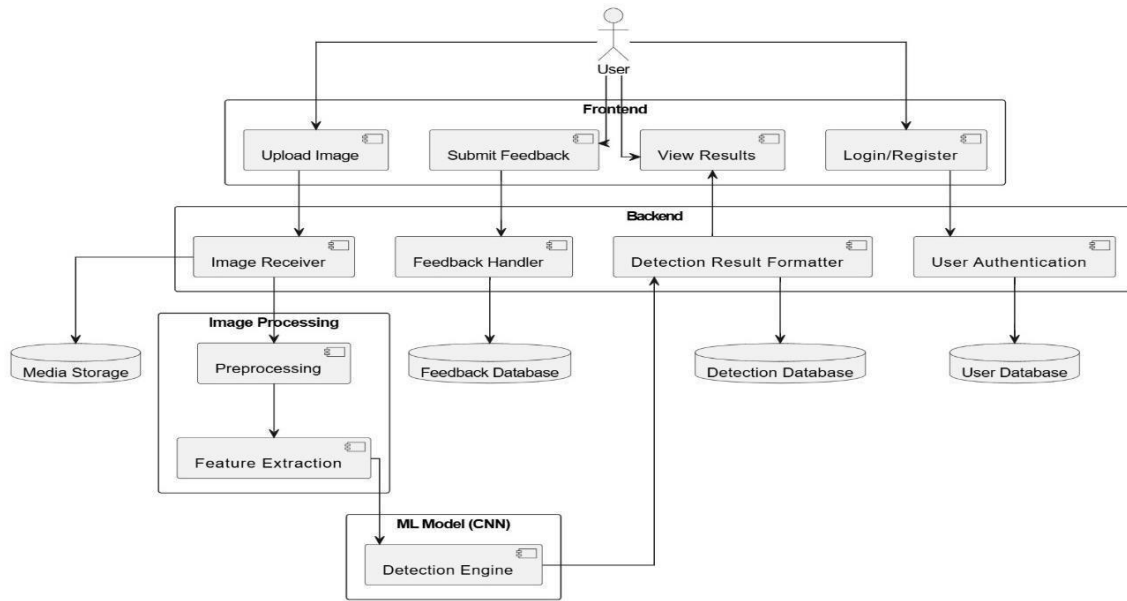 User
Frontend
Upload Image
Submit Feedback
View Results
Login/Register
Backend
Image Receiver
Feedback Handler
Detection Result Formatter
User Authentication
Image Processing
Media Storage
Preprocessing
Feedback Database
Detection Database
User Database
Feature Extraction
ML Model (CNN)
Detection Engine